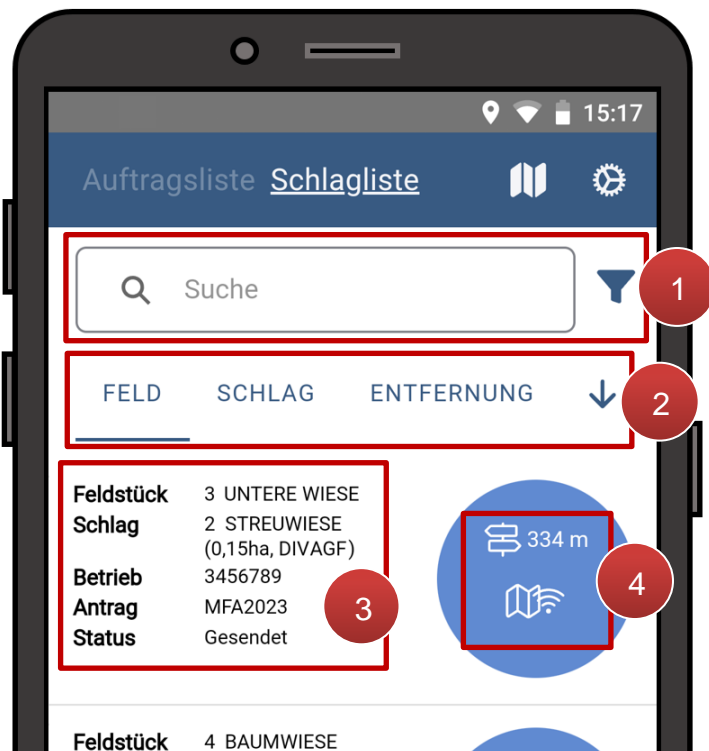 15:17
Auftragsliste Schlagliste
Suche
1
FELD SCHLAG ENTFERNUNG
2
Feldstück 3 UNTERE WIESE
Schlag 2 STREUWIESE
(0,15ha, DIVAGF)
Betrieb 3456789
Antrag MFA2023
Status Gesendet
3
334 m
4
Feldstück 4 BAUMWIESE